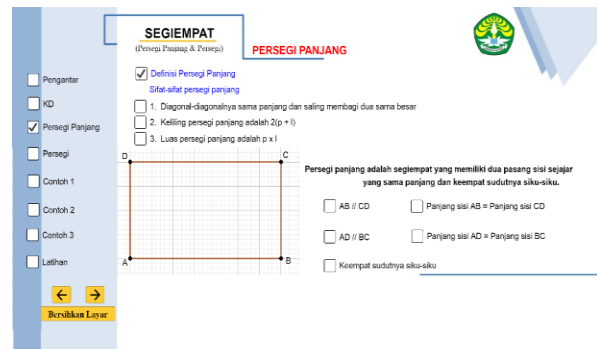 SEGIEMPAT
(Persegi Panjang & Persegi)
PERSEGI PANJANG
Pengantar
KD
Persegi Panjang
Persegi
Contoh 1
Contoh 2
Contoh 3
Latihan
Bersihkan Layar
Definisi Persegi Panjang
Sifat-sifat persegi panjang
1. Diagonal-diagonalnya sama panjang dan saling membagi dua sama besar
2. Keliling persegi panjang adalah 2(p + l)
3. Luas persegi panjang adalah p x l
D
C
A
B
Persegi panjang adalah segiempat yang memiliki dua pasang sisi sejajar
yang sama panjang dan keempat sudutnya siku-siku.
AB // CD
Panjang sisi AB = Panjang sisi CD
AD // BC
Panjang sisi AD = Panjang sisi BC
Keempat sudutnya siku-siku